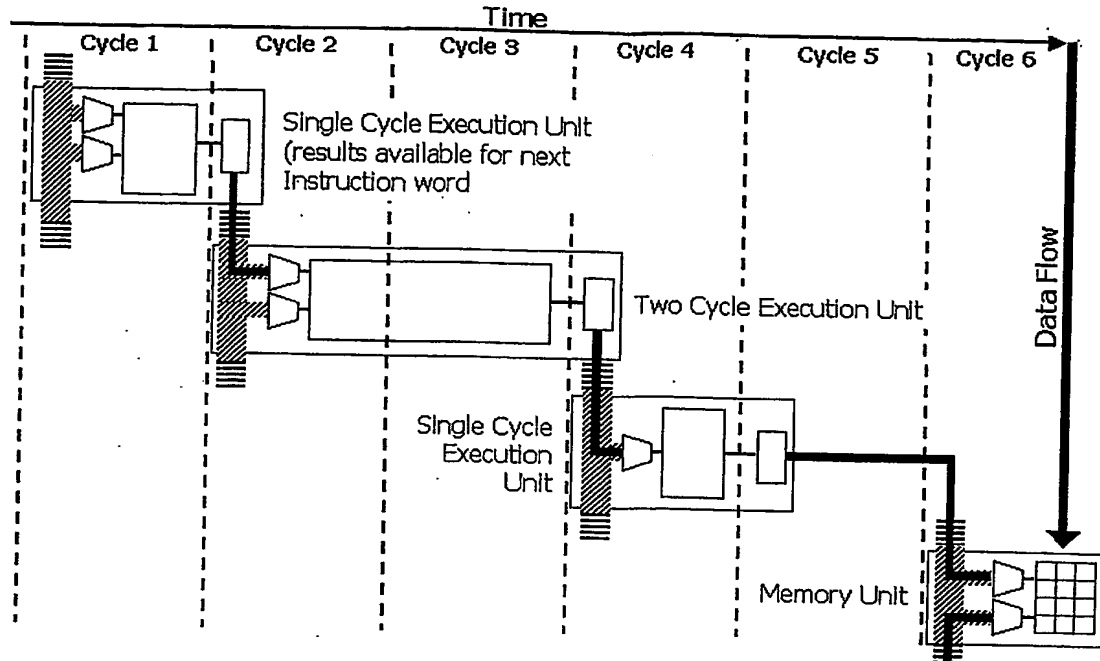 Time
Cycle 1
Cycle 2
Cycle 3
Cycle 4
Cycle 5
Cycle 6
Single Cycle Execution Unit
(results available for next
Instruction word
Two Cycle Execution Unit
Data Flow
Single Cycle
Execution
Unit
Memory Unit